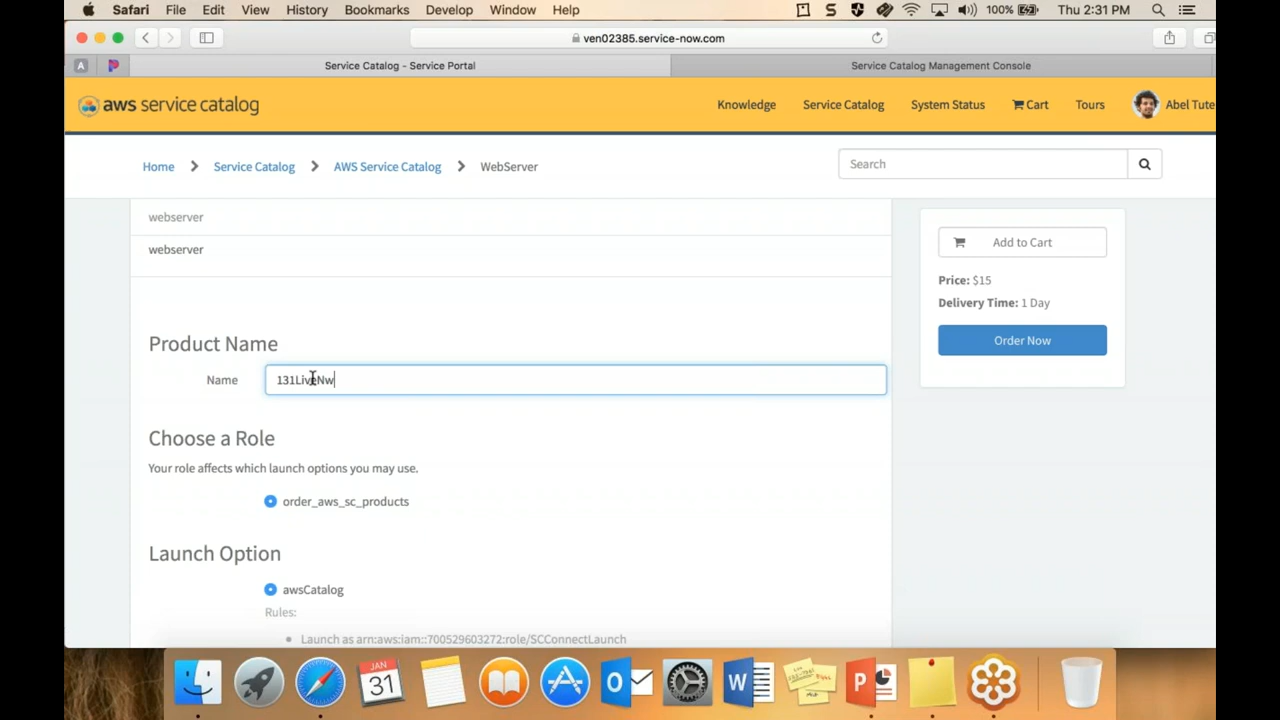 Safari File Edit View History Bookmarks Develop Window Help 100% Thu 2:31 PM
ven02385.service-now.com
A Service Catalog - Service Portal Service Catalog Management Console
aws service catalog Knowledge Service Catalog System Status Cart Tours Abel Tute
Home Service Catalog AWS Service Catalog WebServer Search
webserver
webserver
Add to Cart
Price: $15
Delivery Time: 1 Day
Order Now
Product Name
Name 131LiveNw
Choose a Role
Your role affects which launch options you may use.
order_aws_sc_products
Launch Option
awsCatalog
Rules:
Launch as arn:aws:iam::700529603272:role/SCConnectLaunch
JAN
31